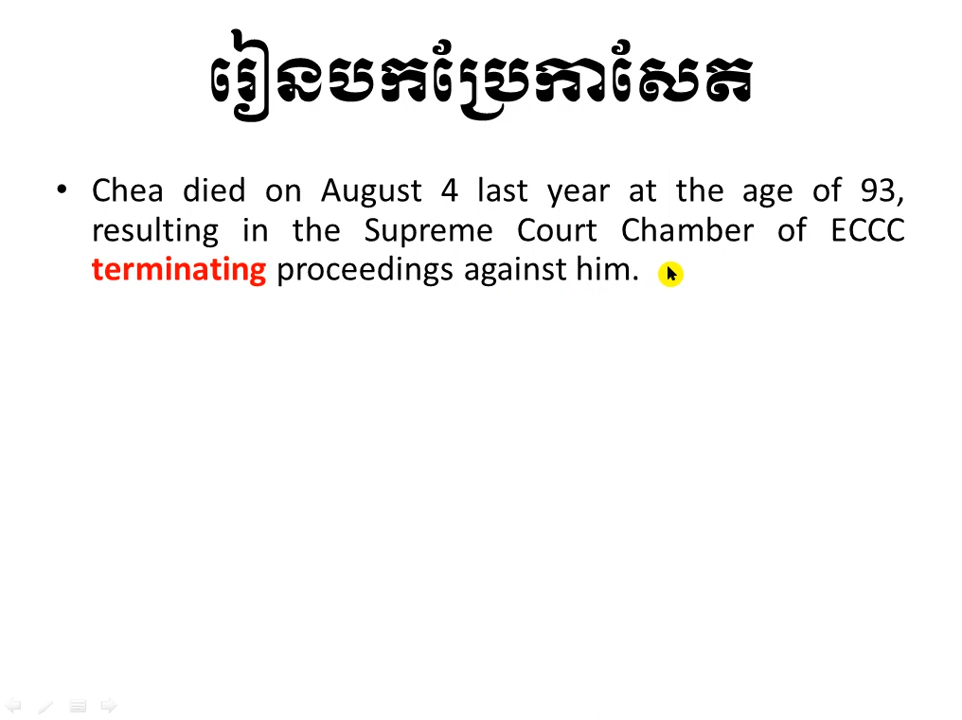 រៀនបកប្រែកាសែត
• Chea died on August 4 last year at the age of 93,
resulting in the Supreme Court Chamber of ECCC
terminating proceedings against him.